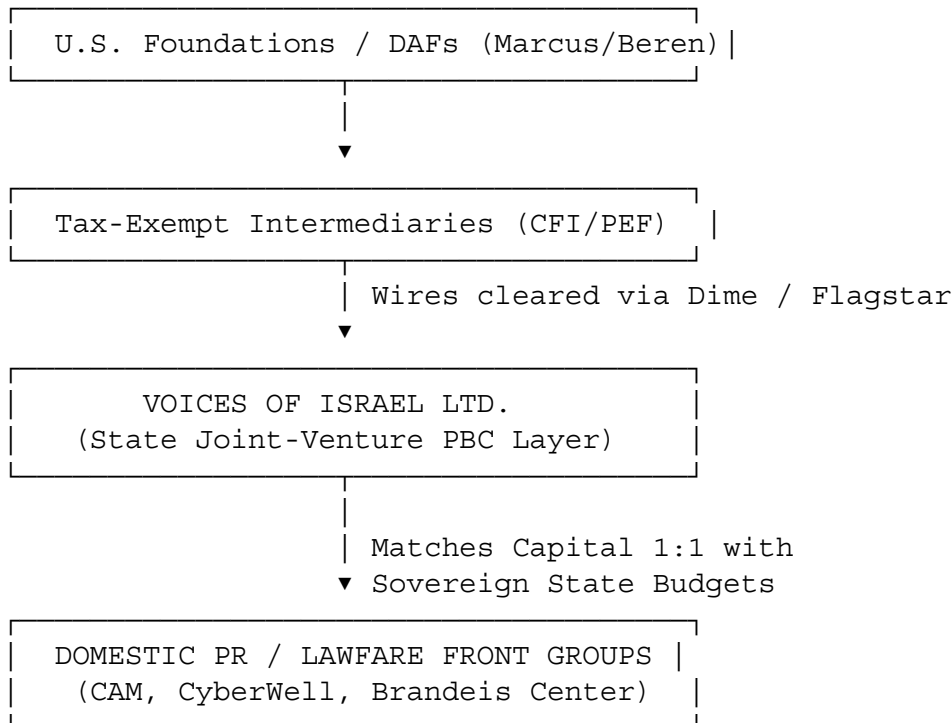 U.S. Foundations / DAFs (Marcus/Beren)
Tax-Exempt Intermediaries (CFI/PEF)
Wires cleared via Dime / Flagstar
VOICES OF ISRAEL LTD.
(State Joint-Venture PBC Layer)
Matches Capital 1:1 with
Sovereign State Budgets
DOMESTIC PR / LAWFARE FRONT GROUPS
(CAM, CyberWell, Brandeis Center)